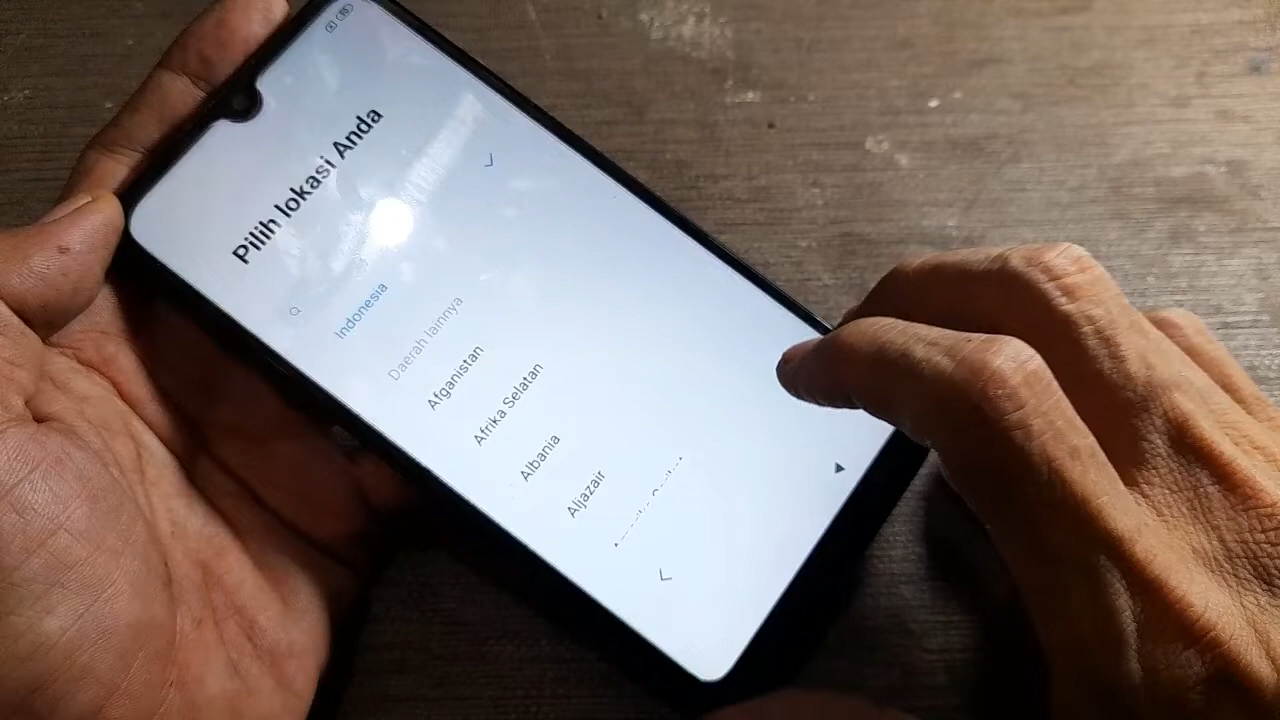 Pilih lokasi Anda
Indonesia
Daerah lainnya
Afganistan
Afrika Selatan
Albania
Aljazair